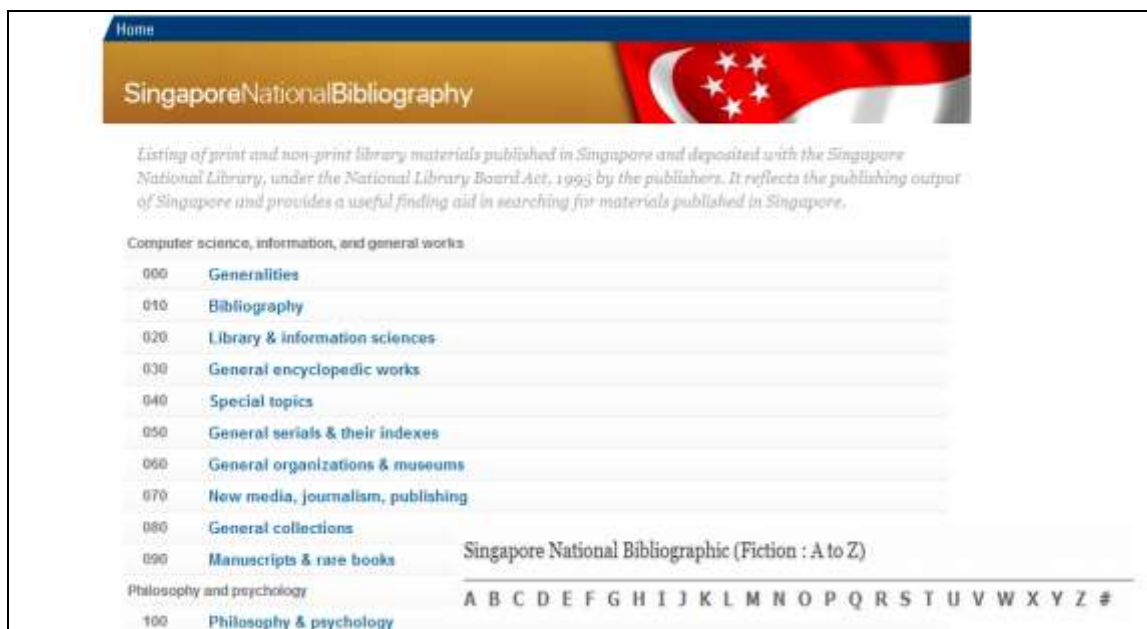 Home
SingaporeNationalBibliography
Listing of print and non-print library materials published in Singapore and deposited with the Singapore
National Library, under the National Library Board Act, 1995 by the publishers. It reflects the publishing output
of Singapore and provides a useful finding aid in searching for materials published in Singapore.
Computer science, information, and general works
000 Generalities
010 Bibliography
020 Library & information sciences
030 General encyclopedic works
040 Special topics
050 General serials & their indexes
060 General organizations & museums
070 New media, journalism, publishing
080 General collections
090 Manuscripts & rare books
Philosophy and psychology
100 Philosophy & psychology
Singapore National Bibliographic (Fiction : A to Z)
A B C D E F G H I J K L M N O P Q R S T U V W X Y Z #